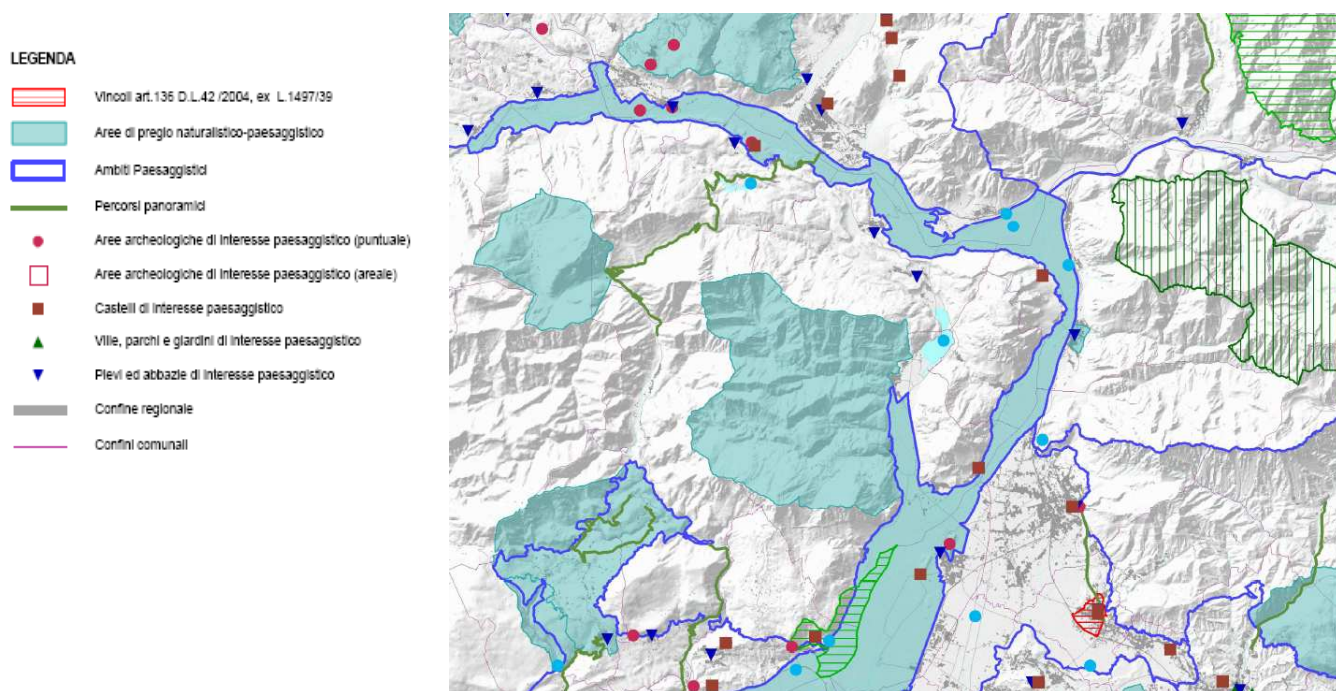 LEGENDA
Vincoli art.136 D.L.42 /2004, ex L.1497/39
Aree di pregio naturalistico-paesaggistico
Ambiti Paesaggistici
Percorsi panoramici
Aree archeologiche di interesse paesaggistico (puntuale)
Aree archeologiche di interesse paesaggistico (areale)
Castelli di interesse paesaggistico
Ville, parchi e giardini di interesse paesaggistico
Pievi ed abbazie di interesse paesaggistico
Confine regionale
Confini comunali